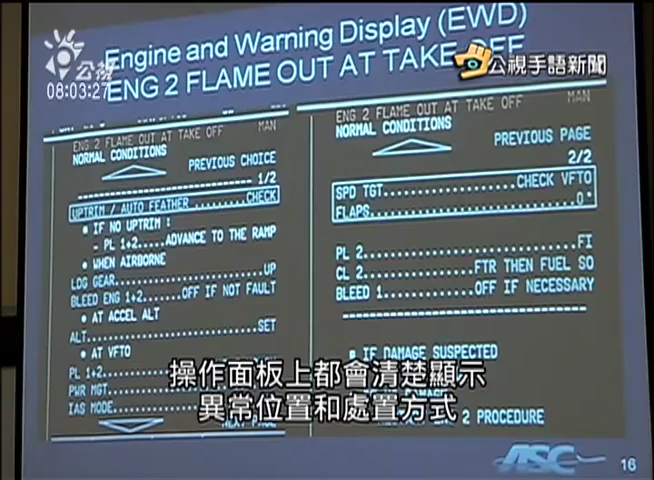 Engine and Warning Display (EWD)
ENG 2 FLAME OUT AT TAKE OFF
公視
08:03:27
公視手語新聞
ENG 2 FLAME OUT AT TAKE OFF MAN
NORMAL CONDITIONS
PREVIOUS CHOICE
1/2
UPTRIM / AUTO FEATHER.........CHECK
IF NO UPTRIM :
- PL 1+2.....ADVANCE TO THE RAMP
WHEN AIRBORNE
LDG GEAR......................UP
BLEED ENG 1+2......OFF IF NOT FAULT
AT ACCEL ALT
ALT..........................SET
AT VFTO
PL 1+2
PWR MGT.
IAS MODE
ENG 2 FLAME OUT AT TAKE OFF MAN
NORMAL CONDITIONS
PREVIOUS PAGE
2/2
SPD TGT................CHECK VFTO
FLAPS..........................0°
PL 2...........................FI
CL 2..............FTR THEN FUEL SO
BLEED 1...........OFF IF NECESSARY
IF DAMAGE SUSPECTED
2 PROCEDURE
操作面板上都會清楚顯示
異常位置和處置方式
ASC
16